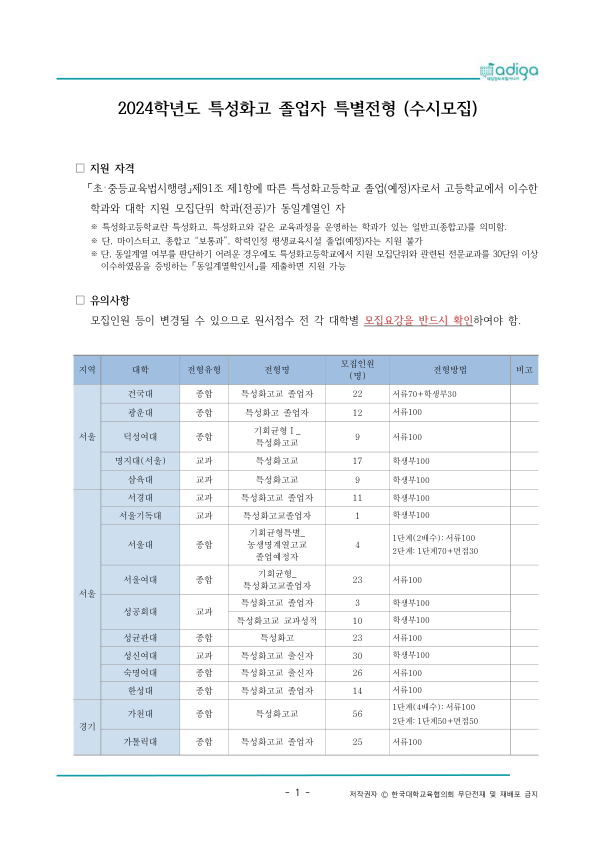 adiga
2024학년도 특성화고 졸업자 특별전형 (수시모집)
□ 지원 자격
「초·중등교육법시행령」제91조 제1항에 따른 특성화고등학교 졸업(예정)자로서 고등학교에서 이수한
학과와 대학 지원 모집단위 학과(전공)가 동일계열인 자
※ 특성화고등학교란 특성화고, 특성화고와 같은 교육과정을 운영하는 학과가 있는 일반고(종합고)를 의미함.
※ 단, 마이스터고, 종합고 "보통과", 학력인정 평생교육시설 졸업(예정)자는 지원 불가
※ 단, 동일계열 여부를 판단하기 어려운 경우에도 특성화고등학교에서 지원 모집단위와 관련된 전문교과를 30단위 이상
이수하였음을 증빙하는 「동일계열확인서」를 제출하면 지원 가능
□ 유의사항
모집인원 등이 변경될 수 있으므로 원서접수 전 각 대학별 모집요강을 반드시 확인하여야 함.
지역 대학 전형유형 전형명 모집인원 (명) 전형방법 비고
서울 건국대 종합 특성화고교 졸업자 22 서류70+학생부30
광운대 종합 특성화고 졸업자 12 서류100
덕성여대 종합 기회균형Ⅰ_ 특성화고교 9 서류100
명지대(서울) 교과 특성화고교 17 학생부100
삼육대 교과 특성화고교 9 학생부100
서울 서경대 교과 특성화고교 졸업자 11 학생부100
서울기독대 교과 특성화고교졸업자 1 학생부100
서울대 종합 기회균형특별_ 농생명계열고교 졸업예정자 4 1단계(2배수): 서류100 2단계: 1단계70+면접30
서울여대 종합 기회균형_ 특성화고교졸업자 23 서류100
성공회대 교과 특성화고교 졸업자 3 학생부100
특성화고교 교과성적 10 학생부100
성균관대 종합 특성화고 23 서류100
성신여대 교과 특성화고교 출신자 30 학생부100
숙명여대 종합 특성화고교 출신자 26 서류100
한성대 종합 특성화고교 졸업자 14 서류100
경기 가천대 종합 특성화고교 56 1단계(4배수): 서류100 2단계: 1단계50+면접50
가톨릭대 종합 특성화고교 졸업자 25 서류100
- 1 -
저작권자 ⓒ 한국대학교육협의회 무단전재 및 재배포 금지